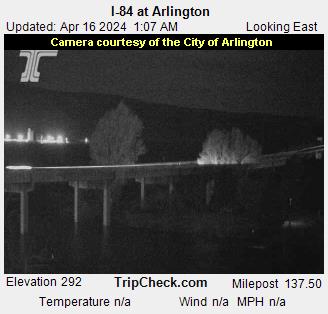 I-84 at Arlington
Updated: Apr 16 2024 1:07 AM Looking East
Camera courtesy of the City of Arlington
Elevation 292 TripCheck.com Milepost 137.50
Temperature n/a Wind n/a MPH n/a